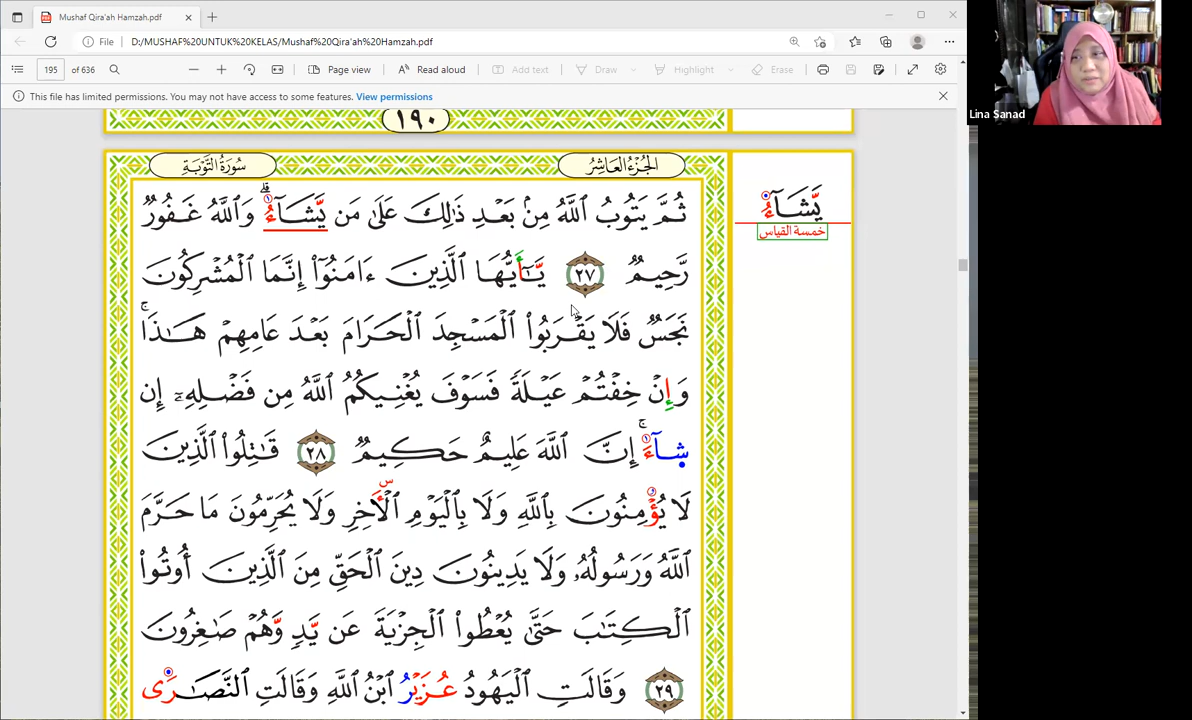 Mushaf Qira'ah Hamzah.pdf
File D:/MUSHAF%20UNTUK%20KELAS/Mushaf%20Qira'ah%20Hamzah.pdf
195 of 636 Page view Read aloud Add text Draw Highlight Erase
This file has limited permissions. You may not have access to some features. View permissions
Lina Sanad
١٩٠
الجُزْءُ العَاشِرُ
سُورَةُ التَّوْبَةِ
ثُمَّ يَتُوبُ ٱللَّهُ مِنۢ بَعۡدِ ذَٰلِكَ عَلَىٰ مَن يَّشَآءُۗ وَٱللَّهُ غَفُورٌ
رَّحِيمٌ ٢٧ يَـٰٓأَيُّهَا ٱلَّذِينَ ءَامَنُوٓاْ إِنَّمَا ٱلۡمُشۡرِكُونَ
نَجَسٌ فَلَا يَقۡرَبُواْ ٱلۡمَسۡجِدَ ٱلۡحَرَامَ بَعۡدَ عَامِهِمۡ هَـٰذَاۚ
وَإِنۡ خِفۡتُمۡ عَيۡلَةً فَسَوۡفَ يُغۡنِيكُمُ ٱللَّهُ مِن فَضۡلِهِۦٓ إِن
شَآءَۚ إِنَّ ٱللَّهَ عَلِيمٌ حَكِيمٌ ٢٨ قَـٰتِلُواْ ٱلَّذِينَ
لَا يُؤۡمِنُونَ بِٱللَّهِ وَلَا بِٱلۡيَوۡمِ ٱلۡأٓخِرِ وَلَا يُحَرِّمُونَ مَا حَرَّمَ
ٱللَّهُ وَرَسُولُهُۥ وَلَا يَدِينُونَ دِينَ ٱلۡحَقِّ مِنَ ٱلَّذِينَ أُوتُواْ
ٱلۡكِتَـٰبَ حَتَّىٰ يُعۡطُواْ ٱلۡجِزۡيَةَ عَن يَّدٍ وَّهُمۡ صَـٰغِرُونَ
٢٩ وَقَالَتِ ٱلۡيَهُودُ عُزَيۡرُ ٱبۡنُ ٱللَّهِ وَقَالَتِ ٱلنَّصَـٰرَى
يَّشَآءُ
خمسة القياس